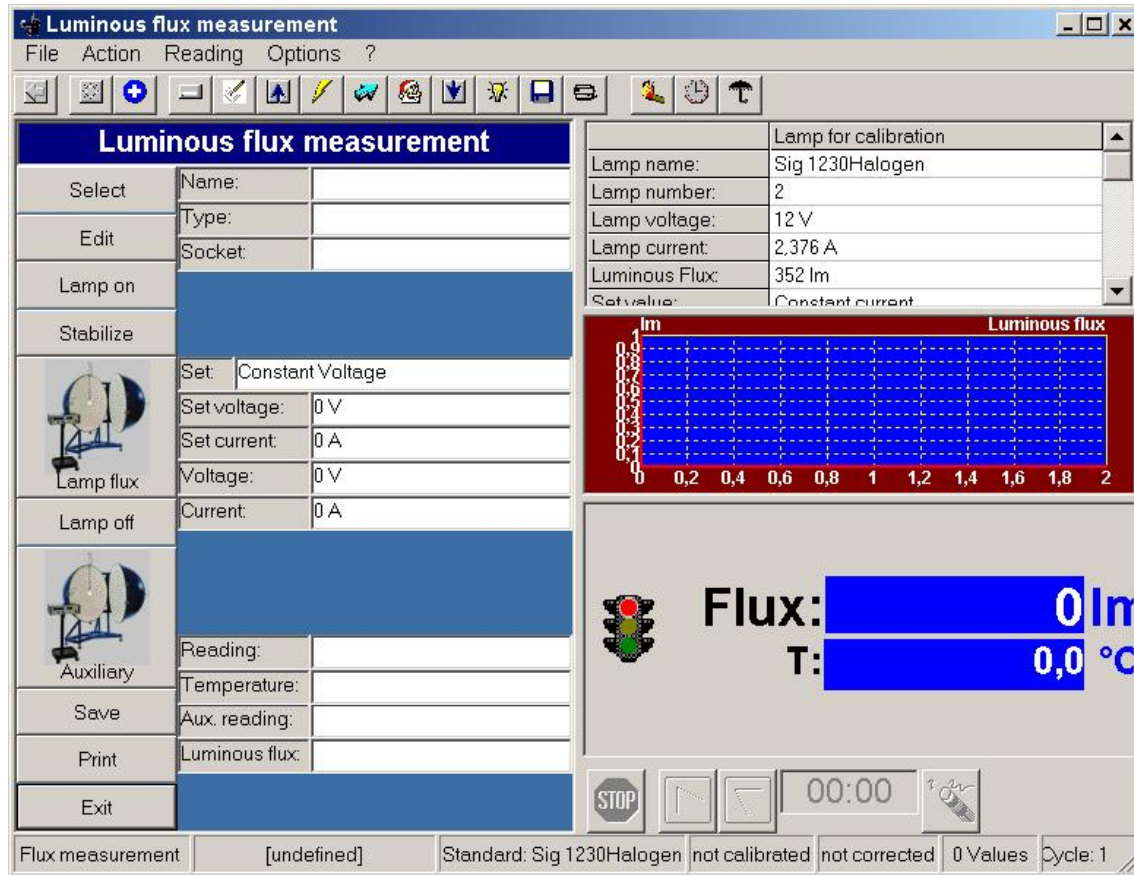 Luminous flux measurement
File Action Reading Options ?
Luminous flux measurement
Select
Edit
Lamp on
Stabilize
Lamp flux
Lamp off
Auxiliary
Save
Print
Exit
Name:
Type:
Socket:
Set: Constant Voltage
Set voltage: 0 V
Set current: 0 A
Voltage: 0 V
Current: 0 A
Reading:
Temperature:
Aux. reading:
Luminous flux:
Lamp for calibration
Lamp name: Sig 1230Halogen
Lamp number: 2
Lamp voltage: 12 V
Lamp current: 2,376 A
Luminous Flux: 352 lm
Set value: Constant current
lm Luminous flux
1
0,9
0,8
0,7
0,6
0,5
0,4
0,3
0,2
0,1
0
0 0,2 0,4 0,6 0,8 1 1,2 1,4 1,6 1,8 2
Flux: 0 lm
T: 0,0 °C
STOP 00:00
Flux measurement [undefined] Standard: Sig 1230Halogen not calibrated not corrected 0 Values Cycle: 1